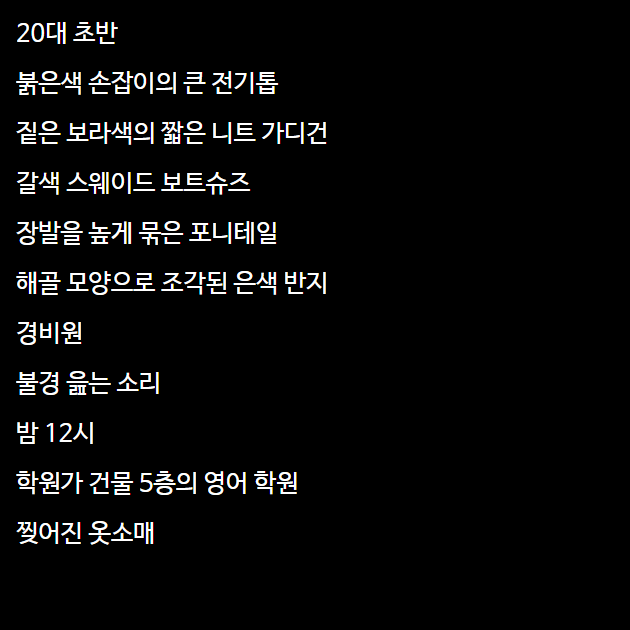 20대 초반
붉은색 손잡이의 큰 전기톱
짙은 보라색의 짧은 니트 가디건
갈색 스웨이드 보트슈즈
장발을 높게 묶은 포니테일
해골 모양으로 조각된 은색 반지
경비원
불경 읊는 소리
밤 12시
학원가 건물 5층의 영어 학원
찢어진 옷소매